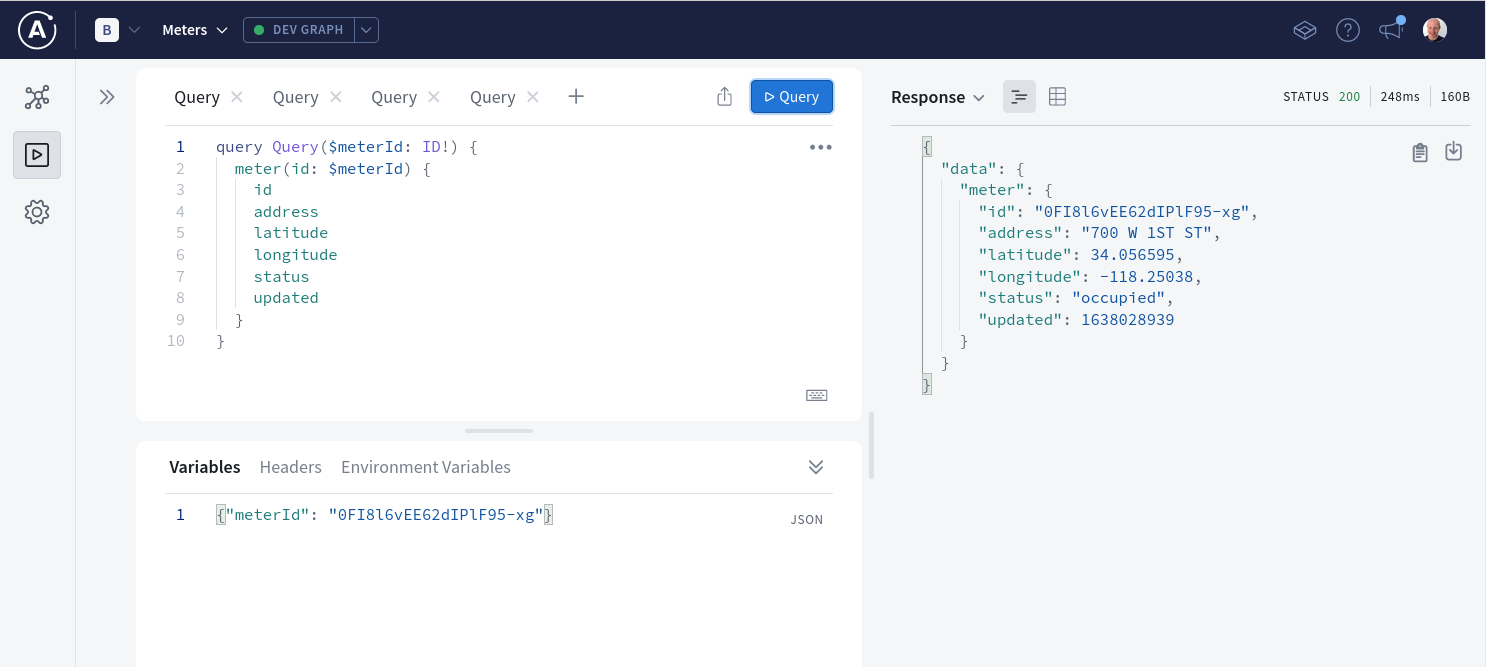 A B Meters DEV GRAPH ?
Query Query Query Query Query
1 query Query($meterId: ID!) {
2 meter(id: $meterId) {
3 id
4 address
5 latitude
6 longitude
7 status
8 updated
9 }
10 }
Variables Headers Environment Variables
1 {"meterId": "0FI8l6vEE62dIPlF95-xg"}
JSON
Response STATUS 200 248ms 160B
{
"data": {
"meter": {
"id": "0FI8l6vEE62dIPlF95-xg",
"address": "700 W 1ST ST",
"latitude": 34.056595,
"longitude": -118.25038,
"status": "occupied",
"updated": 1638028939
}
}
}